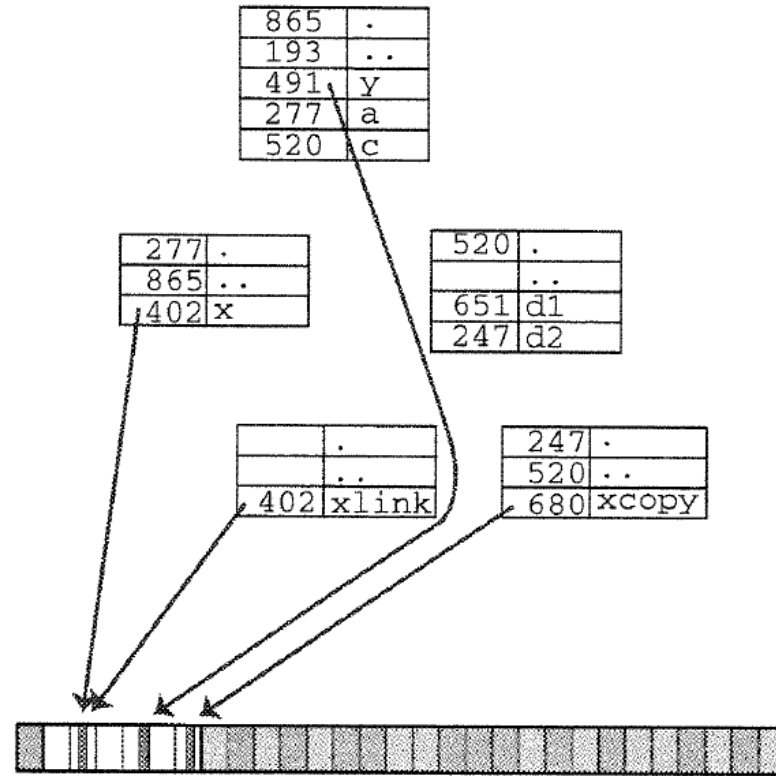 865 .
193 ..
491 y
277 a
520 c
277 .
865 ..
402 x
520 .
..
651 d1
247 d2
.
..
402 xlink
247 .
520 ..
680 xcopy